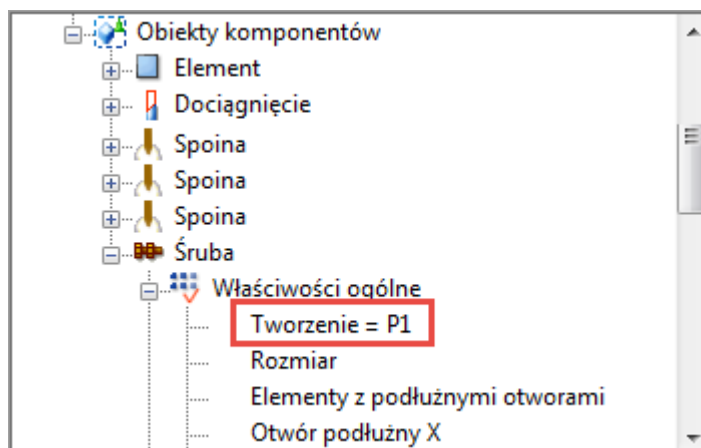 Obiekty komponentów
Element
Dociągnięcie
Spoina
Spoina
Spoina
Śruba
Właściwości ogólne
Tworzenie = P1
Rozmiar
Elementy z podłużnymi otworami
Otwór podłużny X